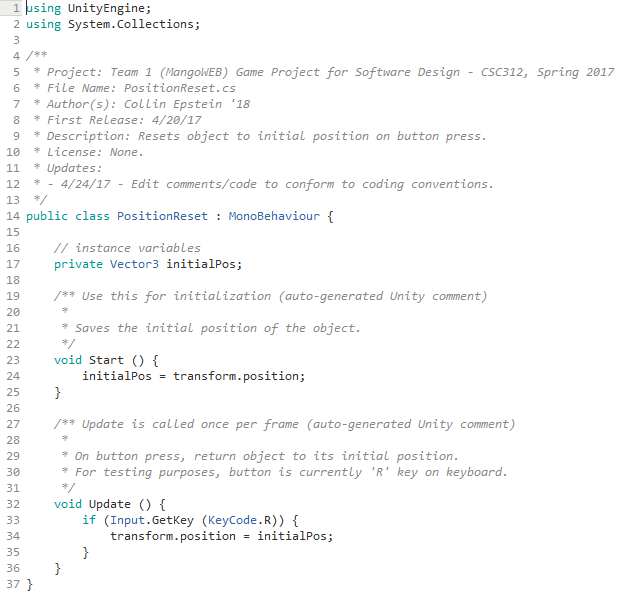 1 using UnityEngine;
2 using System.Collections;
3
4 /**
5  * Project: Team 1 (MangoWEB) Game Project for Software Design - CSC312, Spring 2017
6  * File Name: PositionReset.cs
7  * Author(s): Collin Epstein '18
8  * First Release: 4/20/17
9  * Description: Resets object to initial position on button press.
10  * License: None.
11  * Updates:
12  * - 4/24/17 - Edit comments/code to conform to coding conventions.
13  */
14 public class PositionReset : MonoBehaviour {
15
16     // instance variables
17     private Vector3 initialPos;
18
19     /** Use this for initialization (auto-generated Unity comment)
20      *
21      * Saves the initial position of the object.
22      */
23     void Start () {
24         initialPos = transform.position;
25     }
26
27     /** Update is called once per frame (auto-generated Unity comment)
28      *
29      * On button press, return object to its initial position.
30      * For testing purposes, button is currently 'R' key on keyboard.
31      */
32     void Update () {
33         if (Input.GetKey (KeyCode.R)) {
34             transform.position = initialPos;
35         }
36     }
37 }